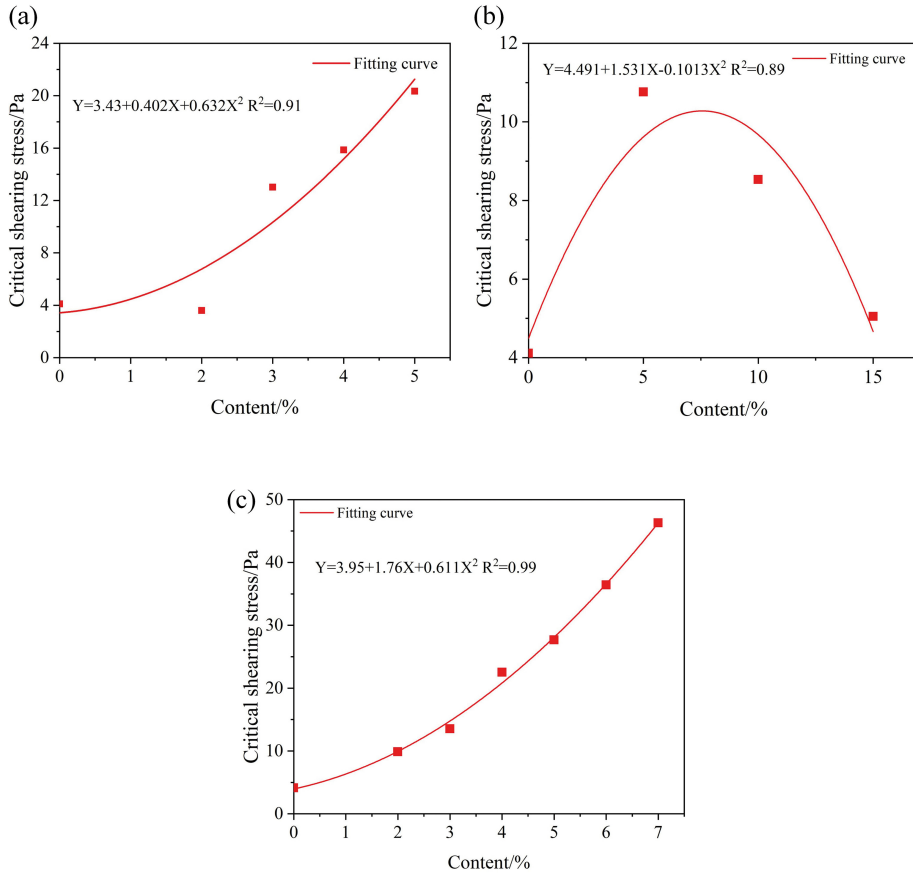 (a)
24
20
16
12
8
4
0
Critical shearing stress/Pa
Fitting curve
Y=3.43+0.402X+0.632X² R²=0.91
0 1 2 3 4 5
Content/%
(b)
12
10
8
6
4
Critical shearing stress/Pa
Fitting curve
Y=4.491+1.531X-0.1013X² R²=0.89
0 5 10 15
Content/%
(c)
50
40
30
20
10
0
Critical shearing stress/Pa
Fitting curve
Y=3.95+1.76X+0.611X² R²=0.99
0 1 2 3 4 5 6 7
Content/%